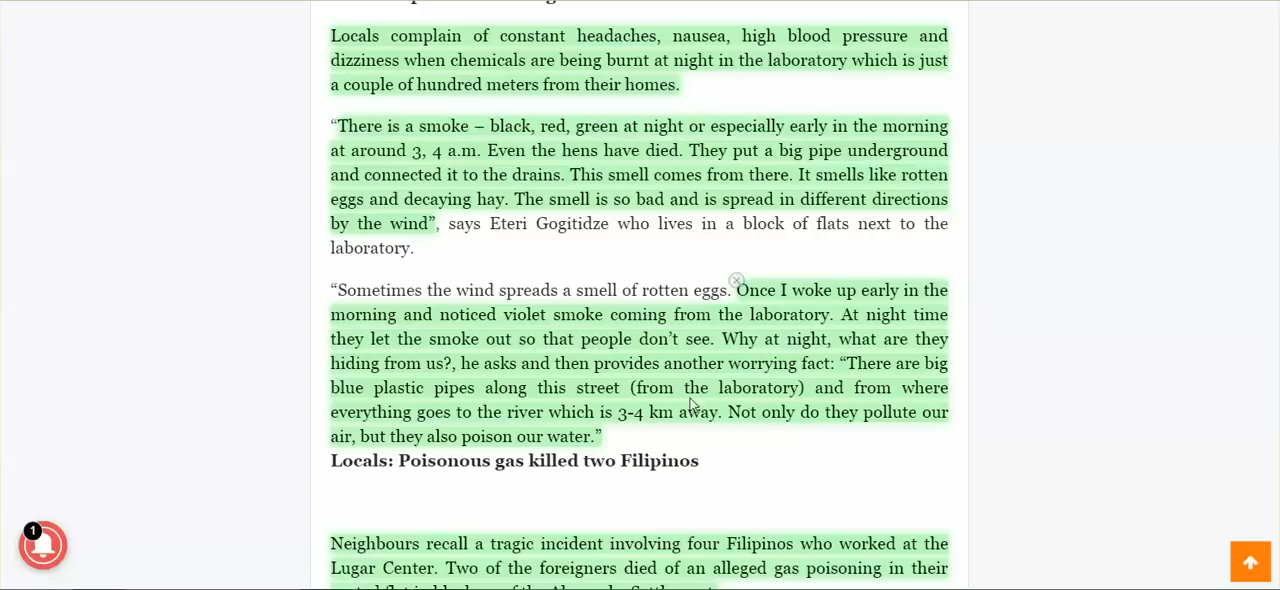 Locals complain of constant headaches, nausea, high blood pressure and
dizziness when chemicals are being burnt at night in the laboratory which is just
a couple of hundred meters from their homes.
“There is a smoke – black, red, green at night or especially early in the morning
at around 3, 4 a.m. Even the hens have died. They put a big pipe underground
and connected it to the drains. This smell comes from there. It smells like rotten
eggs and decaying hay. The smell is so bad and is spread in different directions
by the wind”, says Eteri Gogitidze who lives in a block of flats next to the
laboratory.
“Sometimes the wind spreads a smell of rotten eggs. Once I woke up early in the
morning and noticed violet smoke coming from the laboratory. At night time
they let the smoke out so that people don’t see. Why at night, what are they
hiding from us?, he asks and then provides another worrying fact: “There are big
blue plastic pipes along this street (from the laboratory) and from where
everything goes to the river which is 3-4 km away. Not only do they pollute our
air, but they also poison our water.”
Locals: Poisonous gas killed two Filipinos
1
Neighbours recall a tragic incident involving four Filipinos who worked at the
Lugar Center. Two of the foreigners died of an alleged gas poisoning in their